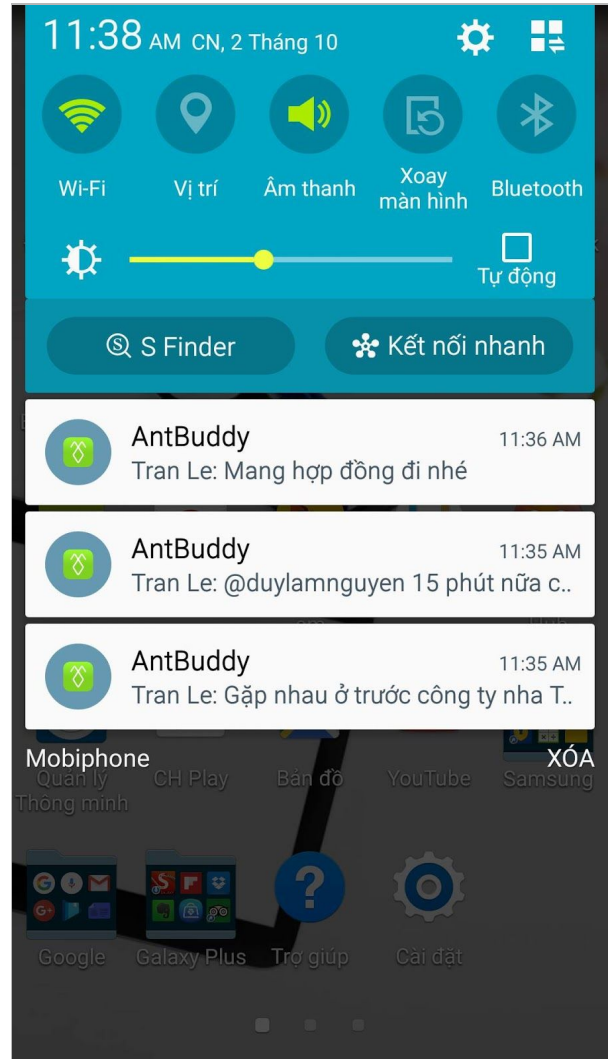 11:38 AM CN, 2 Tháng 10
Wi-Fi
Vị trí
Âm thanh
Xoay
màn hình
Bluetooth
Tự động
S Finder
Kết nối nhanh
AntBuddy
11:36 AM
Tran Le: Mang hợp đồng đi nhé
AntBuddy
11:35 AM
Tran Le: @duylamnguyen 15 phút nữa c..
AntBuddy
11:35 AM
Tran Le: Gặp nhau ở trước công ty nha T..
Mobiphone
XÓA
Quản lý
Thông minh
CH Play
Bản đồ
YouTube
Samsung
Google
Galaxy Plus
Trợ giúp
Cài đặt